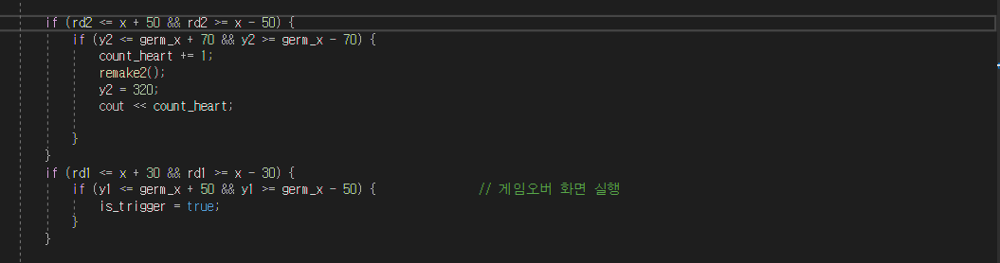 if (rd2 <= x + 50 && rd2 >= x - 50) {
if (y2 <= germ_x + 70 && y2 >= germ_x - 70) {
count_heart += 1;
remake2();
y2 = 320;
cout << count_heart;
}
}
if (rd1 <= x + 30 && rd1 >= x - 30) {
if (y1 <= germ_x + 50 && y1 >= germ_x - 50) { // 게임오버 화면 실행
is_trigger = true;
}
}